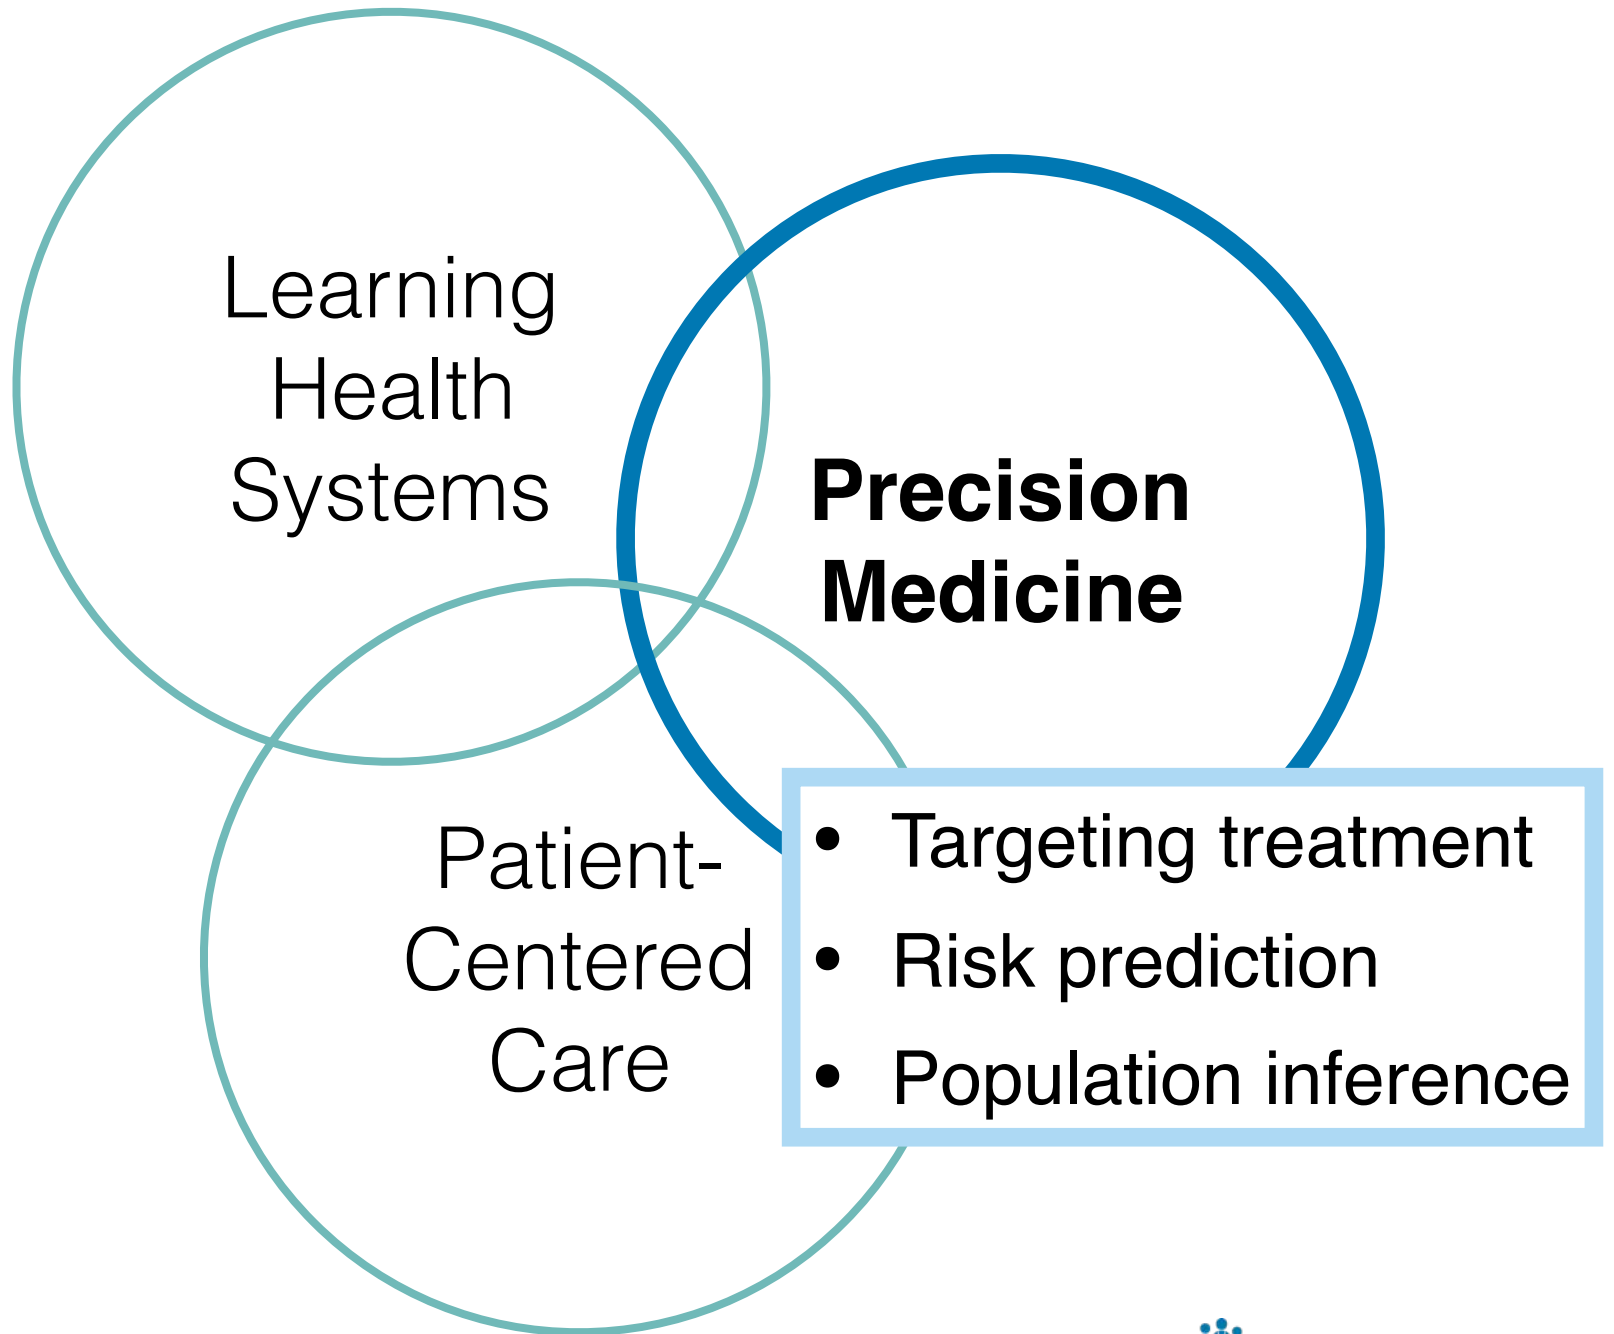 Learning
Health
Systems
Precision
Medicine
Patient-
Centered
Care
• Targeting treatment
• Risk prediction
• Population inference